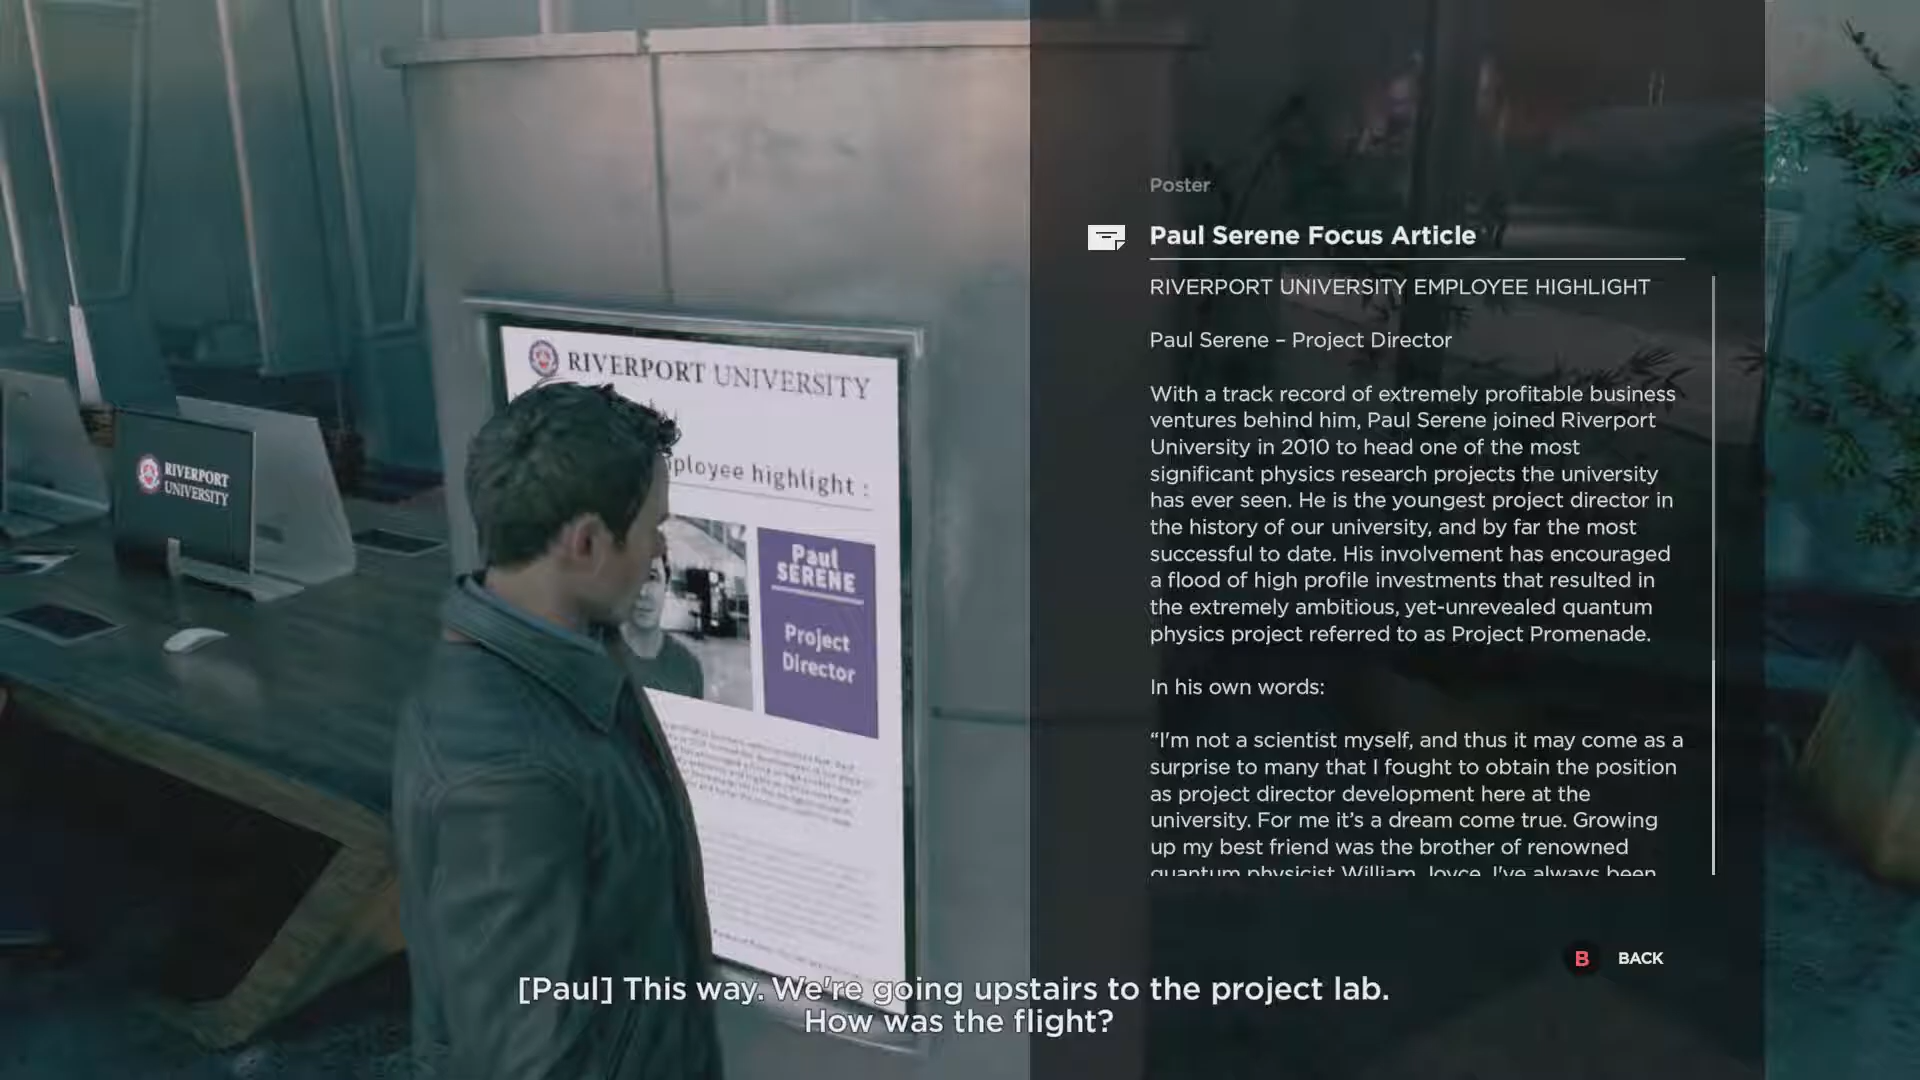 Poster
Paul Serene Focus Article
RIVERPORT UNIVERSITY EMPLOYEE HIGHLIGHT
Paul Serene – Project Director
With a track record of extremely profitable business
ventures behind him, Paul Serene joined Riverport
University in 2010 to head one of the most
significant physics research projects the university
has ever seen. He is the youngest project director in
the history of our university, and by far the most
successful to date. His involvement has encouraged
a flood of high profile investments that resulted in
the extremely ambitious, yet-unrevealed quantum
physics project referred to as Project Promenade.
In his own words:
“I'm not a scientist myself, and thus it may come as a
surprise to many that I fought to obtain the position
as project director development here at the
university. For me it’s a dream come true. Growing
up my best friend was the brother of renowned
quantum physicist William Joyce. I've always been
B BACK
RIVERPORT UNIVERSITY
highlight :
Paul
SERENE
Project
Director
RIVERPORT
UNIVERSITY
[Paul] This way. We're going upstairs to the project lab.
How was the flight?